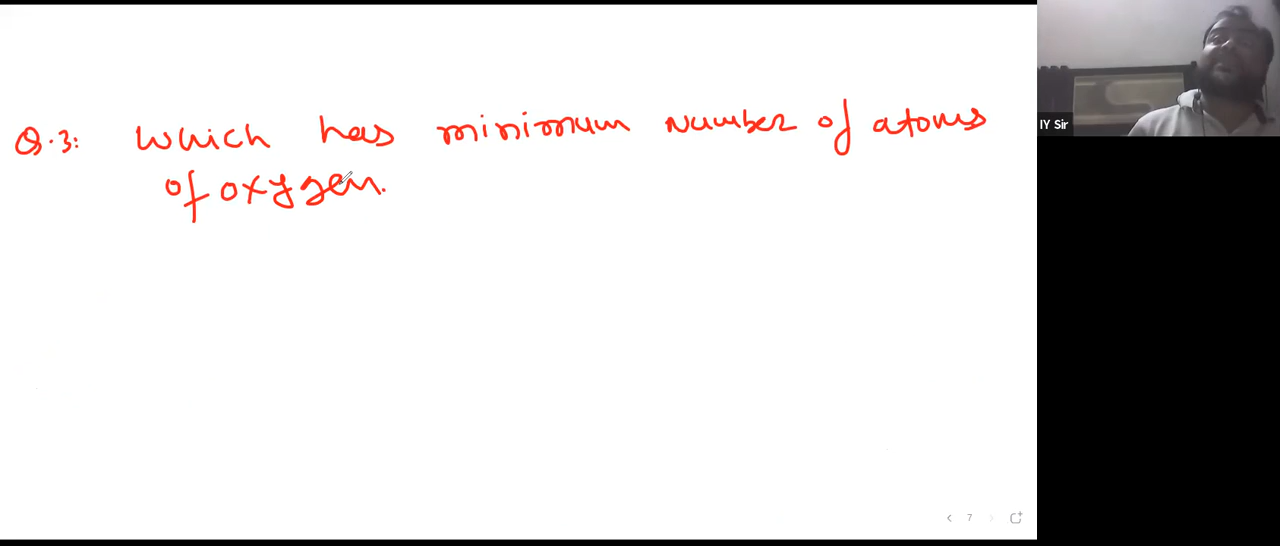 Q.3: Which has minimum number of atoms
of oxygen.
IY Sir
7